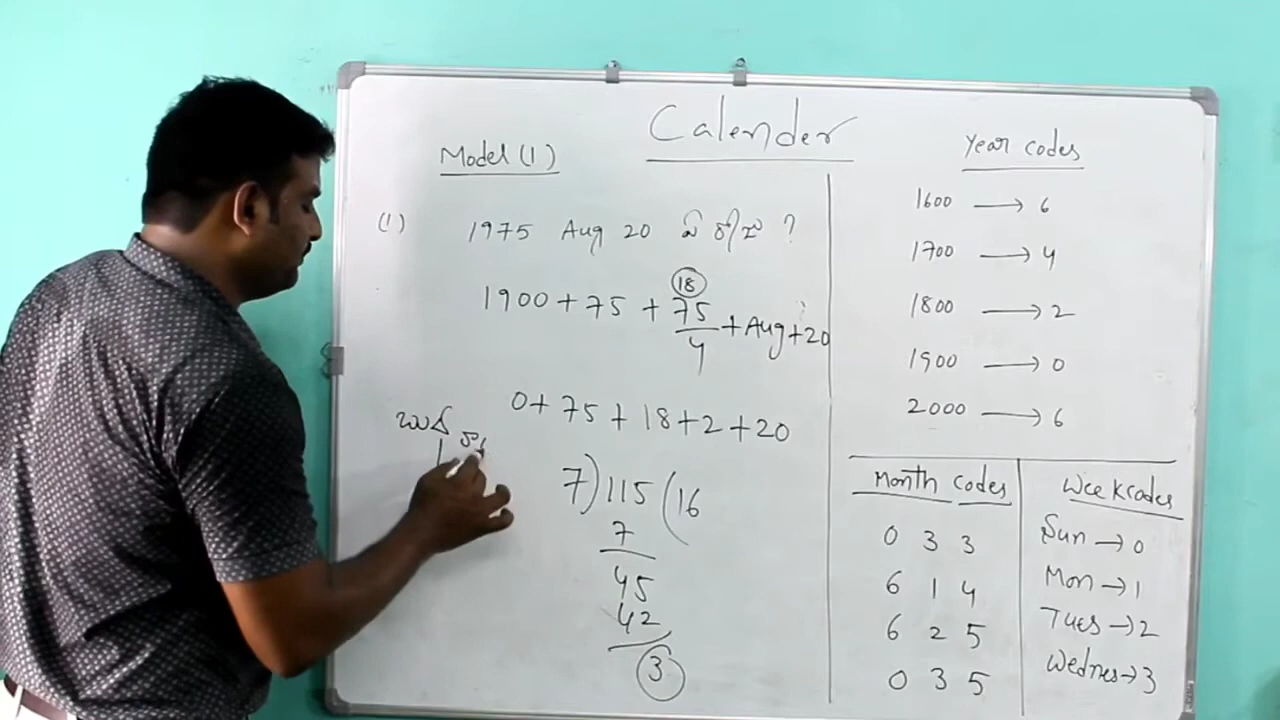 Calender
Model (1)
(1) 1975 Aug 20 ఏ రోజు ?
18
1900 + 75 + 75/4 + Aug + 20
0 + 75 + 18 + 2 + 20
బుధ
7) 115 ( 16
7
45
42
3
Year codes
1600 → 6
1700 → 4
1800 → 2
1900 → 0
2000 → 6
Month codes
0 3 3
6 1 4
6 2 5
0 3 5
Weekcodes
Sun → 0
Mon → 1
Tues → 2
Wednes → 3